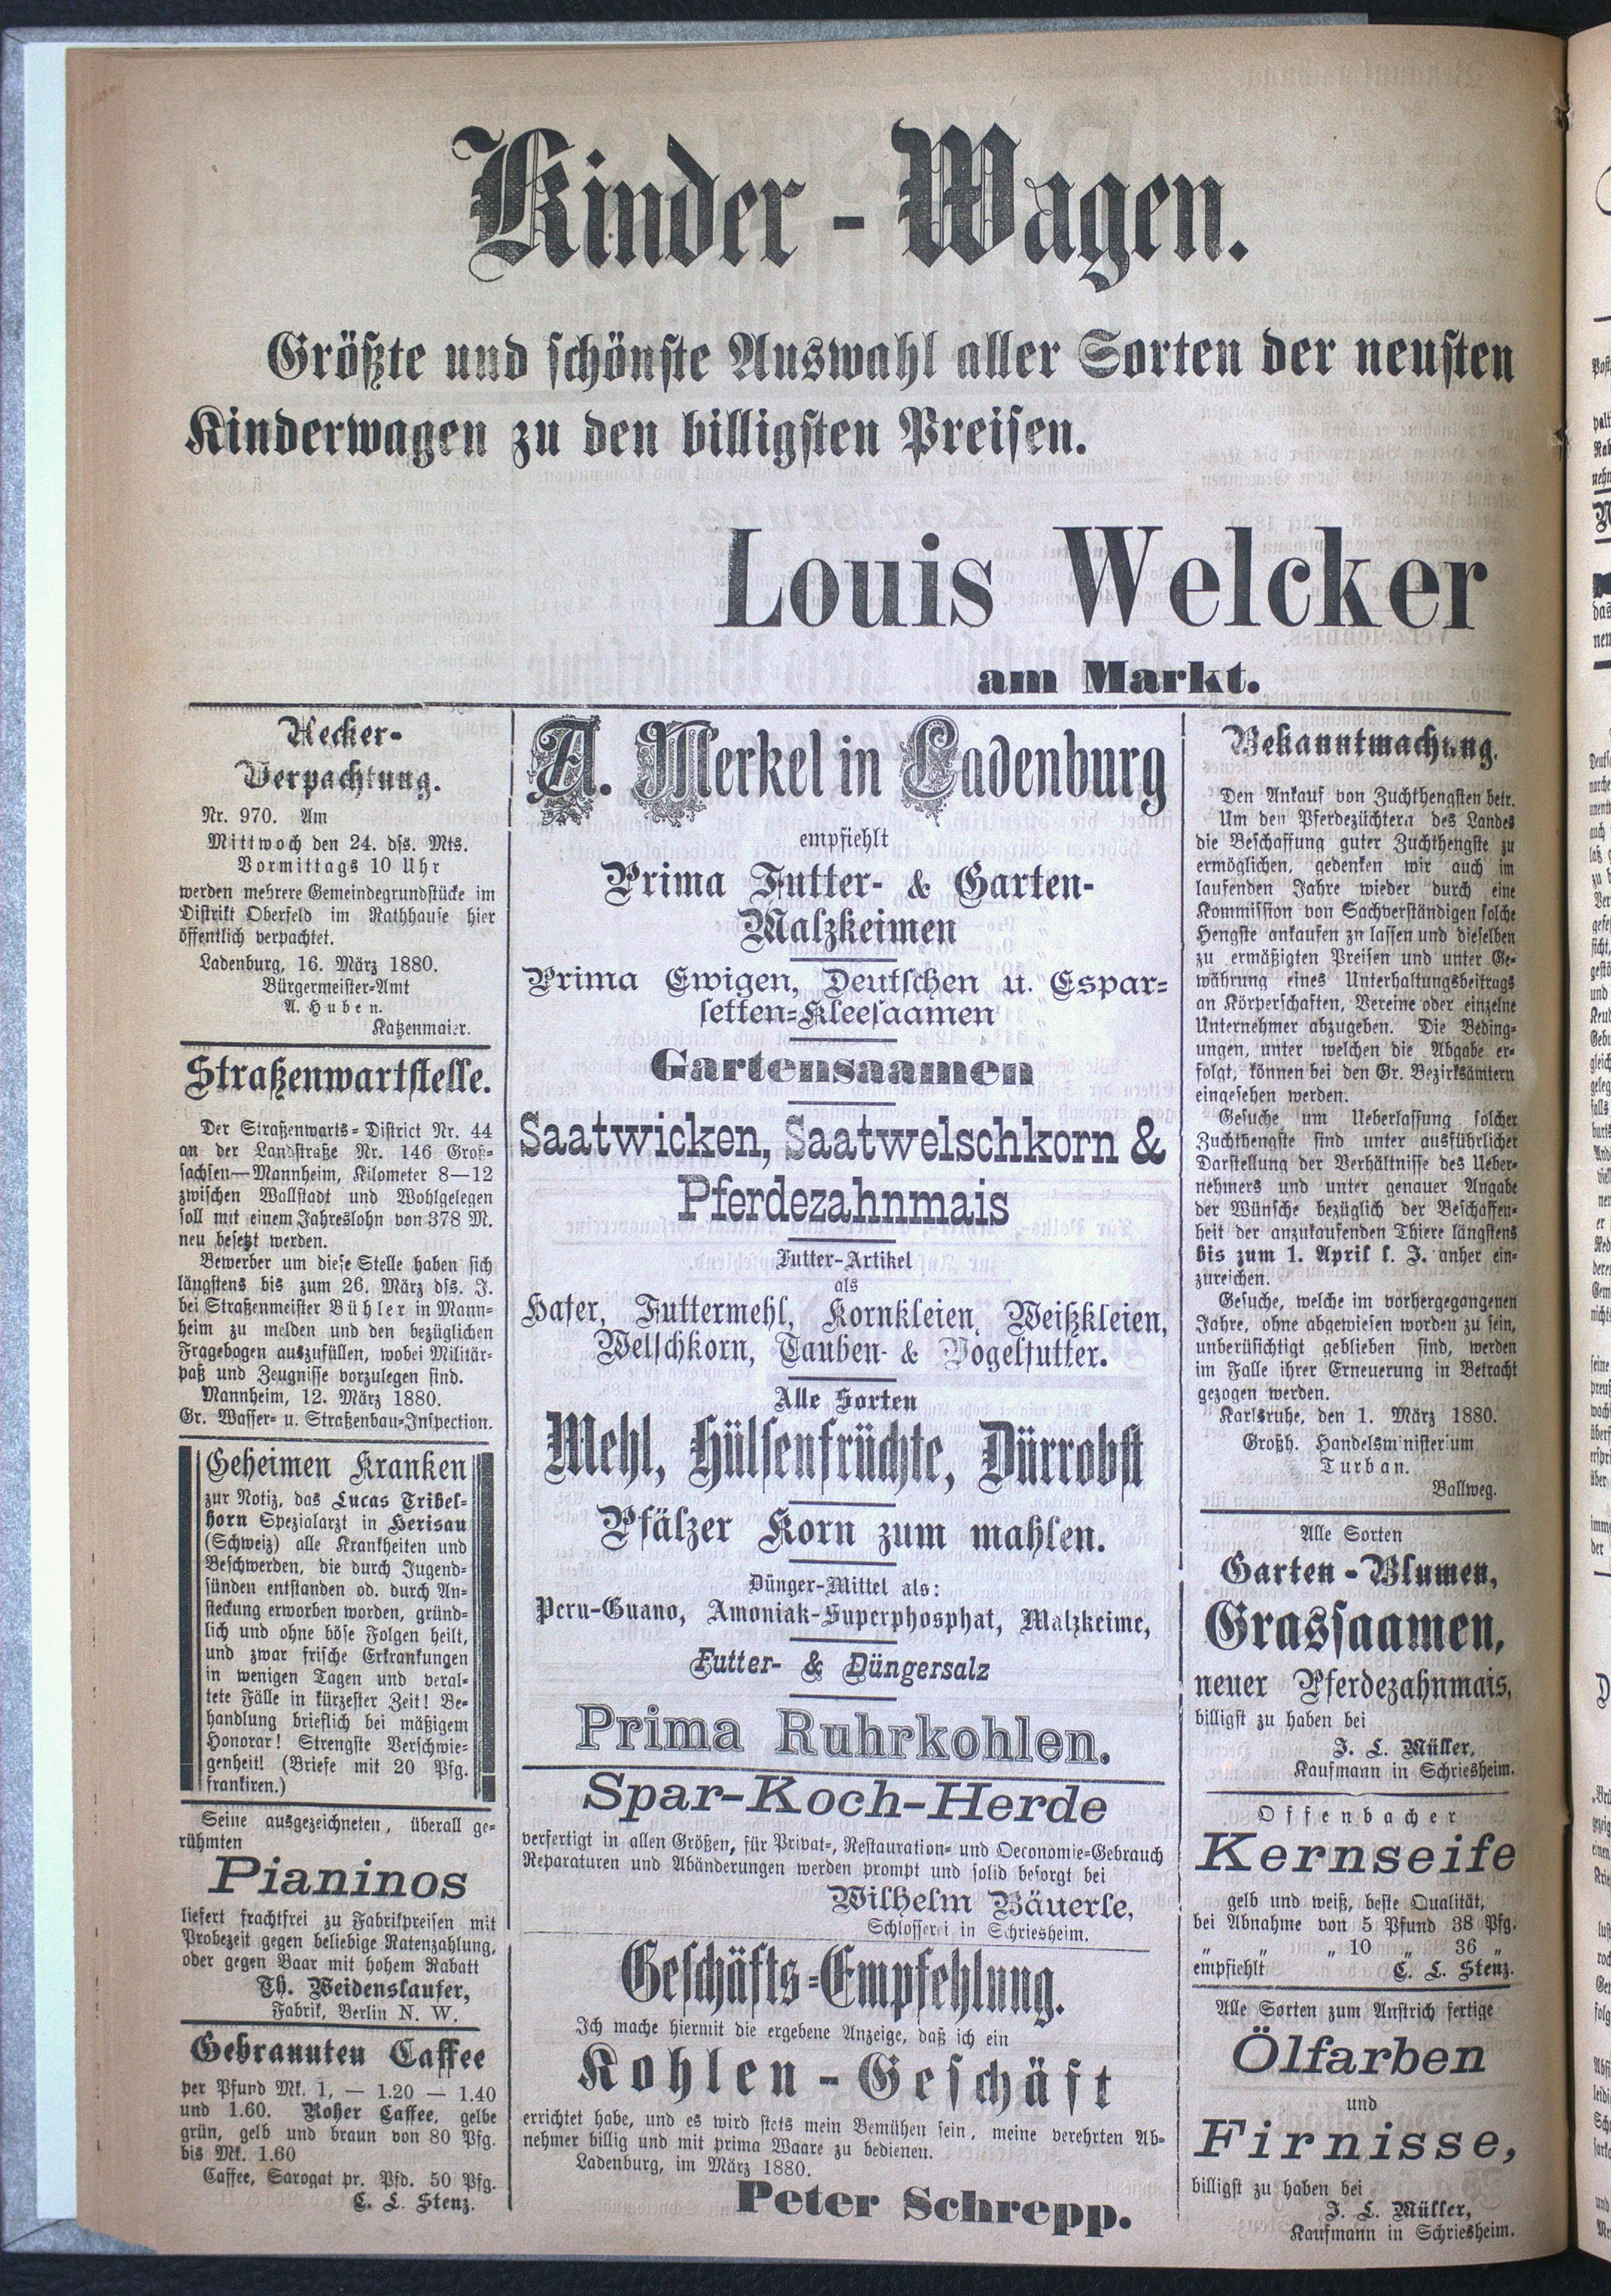 Kinder - Wagen.
Größte und schönste Auswahl aller Sorten der neusten
Kinderwagen zu den billigsten Preisen.
Louis Welcker
am Markt.
Aecker-
Verpachtung.
Nr. 970. Am
Mittwoch den 24. dss. Mts.
Vormittags 10 Uhr
werden mehrere Gemeindegrundstücke im
Distrikt Oberfeld im Rathhause hier
öffentlich verpachtet.
Ladenburg, 16. März 1880.
Bürgermeister-Amt
A. Huben.
Katzenmaier.
Straßenwartstelle.
Der Straßenwarts-District Nr. 44
an der Landstraße Nr. 146 Groß-
sachsen—Mannheim, Kilometer 8—12
zwischen Wallstadt und Wohlgelegen
soll mit einem Jahreslohn von 378 M.
neu besetzt werden.
Bewerber um diese Stelle haben sich
längstens bis zum 26. März dss. J.
bei Straßenmeister Bühler in Mann-
heim zu melden und den bezüglichen
Fragebogen auszufüllen, wobei Militär-
paß und Zeugnisse vorzulegen sind.
Mannheim, 12. März 1880.
Gr. Wasser- u. Straßenbau-Inspection.
Geheimen Kranken
zur Notiz, das Lucas Tribel-
horn Spezialarzt in Herisau
(Schweiz) alle Krankheiten und
Beschwerden, die durch Jugend-
sünden entstanden od. durch An-
steckung erworben worden, gründ-
lich und ohne böse Folgen heilt,
und zwar frische Erkrankungen
in wenigen Tagen und veral-
tete Fälle in kürzester Zeit! Be-
handlung brieflich bei mäßigem
Honorar! Strengste Verschwie-
genheit! (Briefe mit 20 Pfg.
frankiren.)
Seine ausgezeichneten, überall ge-
rühmten
Pianinos
liefert frachtfrei zu Fabrikpreisen mit
Probezeit gegen beliebige Ratenzahlung,
oder gegen Baar mit hohem Rabatt
Th. Weidenslaufer,
Fabrik, Berlin N. W.
Gebrannten Caffee
per Pfund Mk. 1, — 1.20 — 1.40
und 1.60. Roher Caffee, gelbe
grün, gelb und braun von 80 Pfg.
bis Mk. 1.60
Caffee, Sarogat pr. Pfd. 50 Pfg.
C. L. Stenz.
A. Merkel in Ladenburg
empfiehlt
Prima Futter- & Garten-
Malzkeimen
Prima Ewigen, Deutschen u. Espar-
setten-Kleesaamen
Gartensaamen
Saatwicken, Saatwelschkorn &
Pferdezahnmais
Futter-Artikel
als
Hafer, Futtermehl, Kornkleien, Weißkleien,
Welschkorn, Tauben- & Vogelfutter.
Alle Sorten
Mehl, Hülsenfrüchte, Dürrobst
Pfälzer Korn zum mahlen.
Dünger-Mittel als:
Peru-Guano, Amoniak-Superphosphat, Malzkeime,
Futter- & Düngersalz
Prima Ruhrkohlen.
Spar-Koch-Herde
verfertigt in allen Größen, für Privat-, Restauration- und Oeconomie-Gebrauch
Reparaturen und Abänderungen werden prompt und solid besorgt bei
Wilhelm Bäuerle,
Schlosserei in Schriesheim.
Geschäfts-Empfehlung.
Ich mache hiermit die ergebene Anzeige, daß ich ein
Kohlen-Geschäft
errichtet habe, und es wird stets mein Bemühen sein, meine verehrten Ab-
nehmer billig und mit prima Waare zu bedienen.
Ladenburg, im März 1880.
Peter Schrepp.
Bekanntmachung.
Den Ankauf von Zuchthengsten betr.
Um den Pferdezüchtern des Landes
die Beschaffung guter Zuchthengste zu
ermöglichen, gedenken wir auch im
laufenden Jahre wieder durch eine
Kommission von Sachverständigen solche
Hengste ankaufen zu lassen und dieselben
zu ermäßigten Preisen und unter Ge-
währung eines Unterhaltungsbeitrags
an Körperschaften, Vereine oder einzelne
Unternehmer abzugeben. Die Beding-
ungen, unter welchen die Abgabe er-
folgt, können bei den Gr. Bezirksämtern
eingesehen werden.
Gesuche um Ueberlassung solcher
Zuchthengste sind unter ausführlicher
Darstellung der Verhältnisse des Ueber-
nehmers und unter genauer Angabe
der Wünsche bezüglich der Beschaffen-
heit der anzukaufenden Thiere längstens
bis zum 1. April l. J. anher ein-
zureichen.
Gesuche, welche im vorhergegangenen
Jahre, ohne abgewiesen worden zu sein,
unberüsichtigt geblieben sind, werden
im Falle ihrer Erneuerung in Betracht
gezogen werden.
Karlsruhe, den 1. März 1880.
Großh. Handelsministerium
Turban.
Ballweg.
Alle Sorten
Garten-Blumen,
Grassaamen,
neuer Pferdezahnmais,
billigst zu haben bei
J. L. Müller,
Kaufmann in Schriesheim.
Offenbacher
Kernseife
gelb und weiß, beste Qualität,
bei Abnahme von 5 Pfund 38 Pfg.
„ „ „ 10 „ 36 „
empfiehlt C. L. Stenz.
Alle Sorten zum Anstrich fertige
Ölfarben
und
Firnisse,
billigst zu haben bei
J. L. Müller,
Kaufmann in Schriesheim.